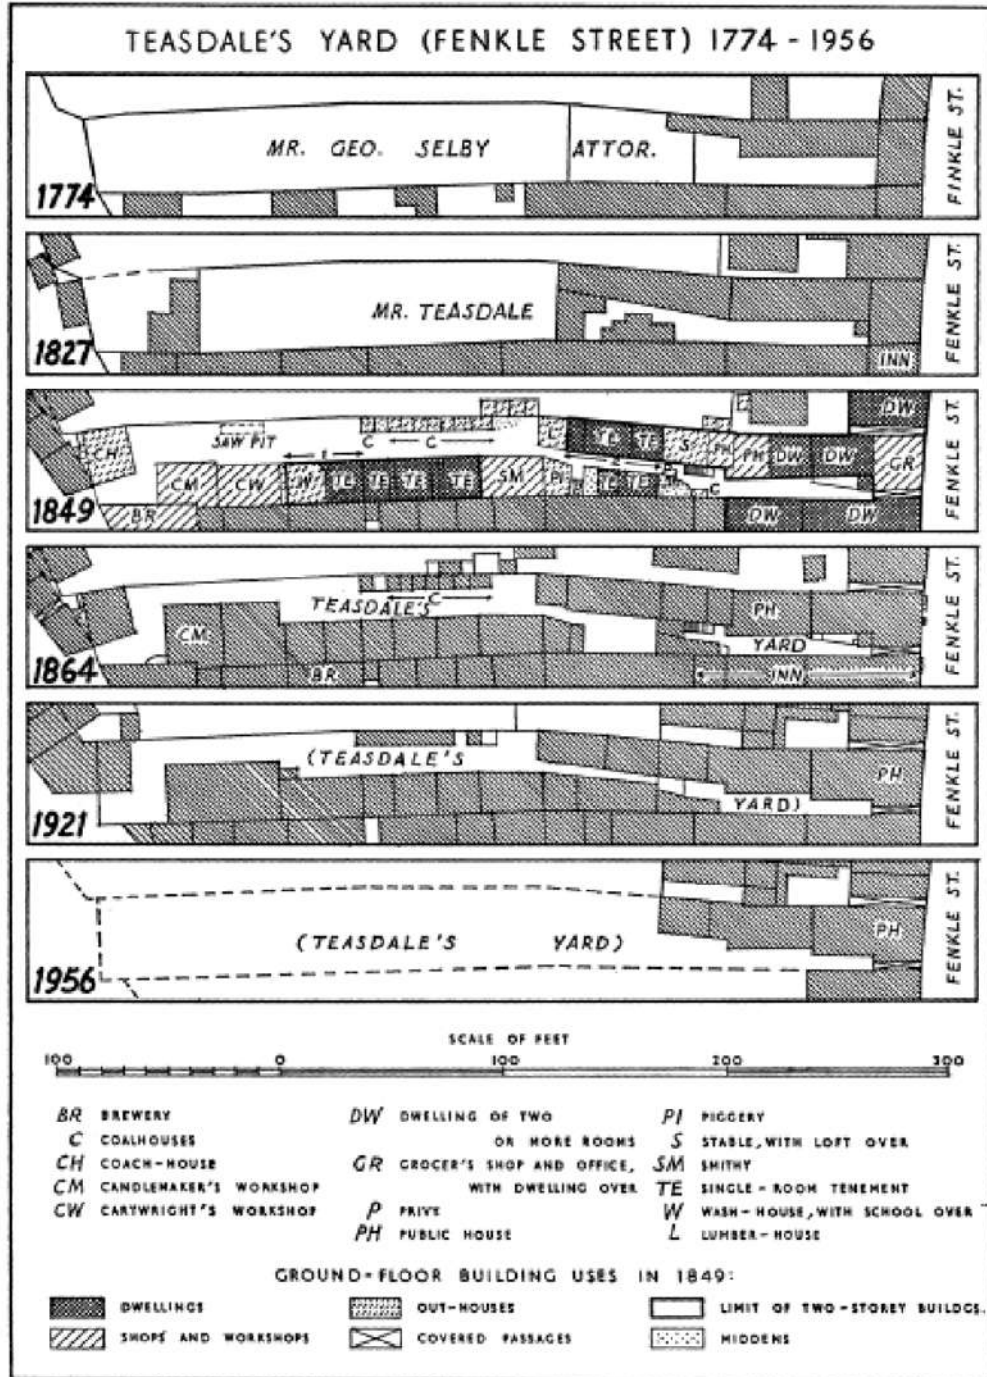 TEASDALE'S YARD (FENKLE STREET) 1774 - 1956
MR. GEO. SELBY ATTOR.
1774
FINKLE ST.
MR. TEASDALE
1827
INN
FENKLE ST.
CH
SAW PIT
C
C
L
TE
TE
S
PH
PH
DW
DW
DW
GR
CM
CW
W
TE
TE
TE
TE
SM
PI
TE
TE
C
BR
DW
DW
1849
FENKLE ST.
C
TEASDALE'S
CM
PH
YARD
BR
INN
1864
FENKLE ST.
(TEASDALE'S
YARD)
PH
1921
FENKLE ST.
(TEASDALE'S YARD)
PH
1956
FENKLE ST.
SCALE OF FEET
100 0 100 200 300
BR BREWERY
C COALHOUSES
CH COACH-HOUSE
CM CANDLEMAKER'S WORKSHOP
CW CARTWRIGHT'S WORKSHOP
DW DWELLING OF TWO
OR MORE ROOMS
GR GROCER'S SHOP AND OFFICE,
WITH DWELLING OVER
P PRIVY
PH PUBLIC HOUSE
PI PIGGERY
S STABLE, WITH LOFT OVER
SM SMITHY
TE SINGLE-ROOM TENEMENT
W WASH-HOUSE, WITH SCHOOL OVER
L LUMBER-HOUSE
GROUND-FLOOR BUILDING USES IN 1849:
DWELLINGS
SHOPS AND WORKSHOPS
OUT-HOUSES
COVERED PASSAGES
LIMIT OF TWO-STOREY BUILDGS.
MIDDENS